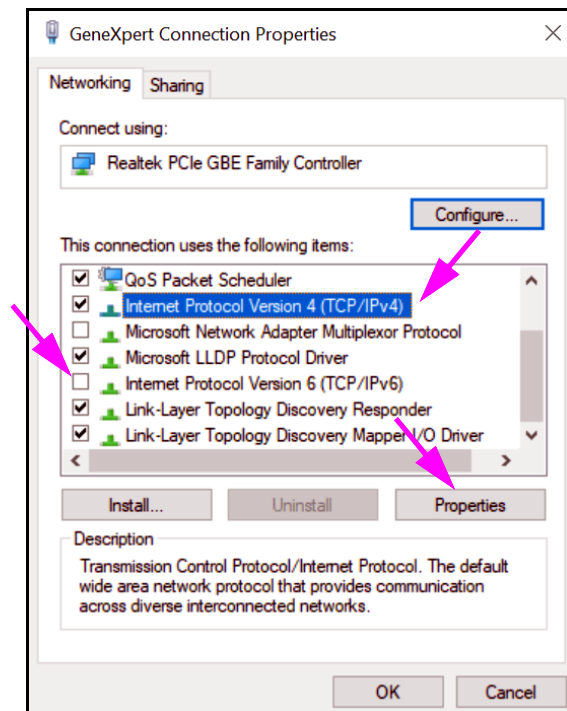 GeneXpert Connection Properties
Networking
Sharing
Connect using:
Realtek PCIe GBE Family Controller
Configure...
This connection uses the following items:
QoS Packet Scheduler
Internet Protocol Version 4 (TCP/IPv4)
Microsoft Network Adapter Multiplexor Protocol
Microsoft LLDP Protocol Driver
Internet Protocol Version 6 (TCP/IPv6)
Link-Layer Topology Discovery Responder
Link-Layer Topology Discovery Mapper I/O Driver
Install...
Uninstall
Properties
Description
Transmission Control Protocol/Internet Protocol. The default
wide area network protocol that provides communication
across diverse interconnected networks.
OK
Cancel